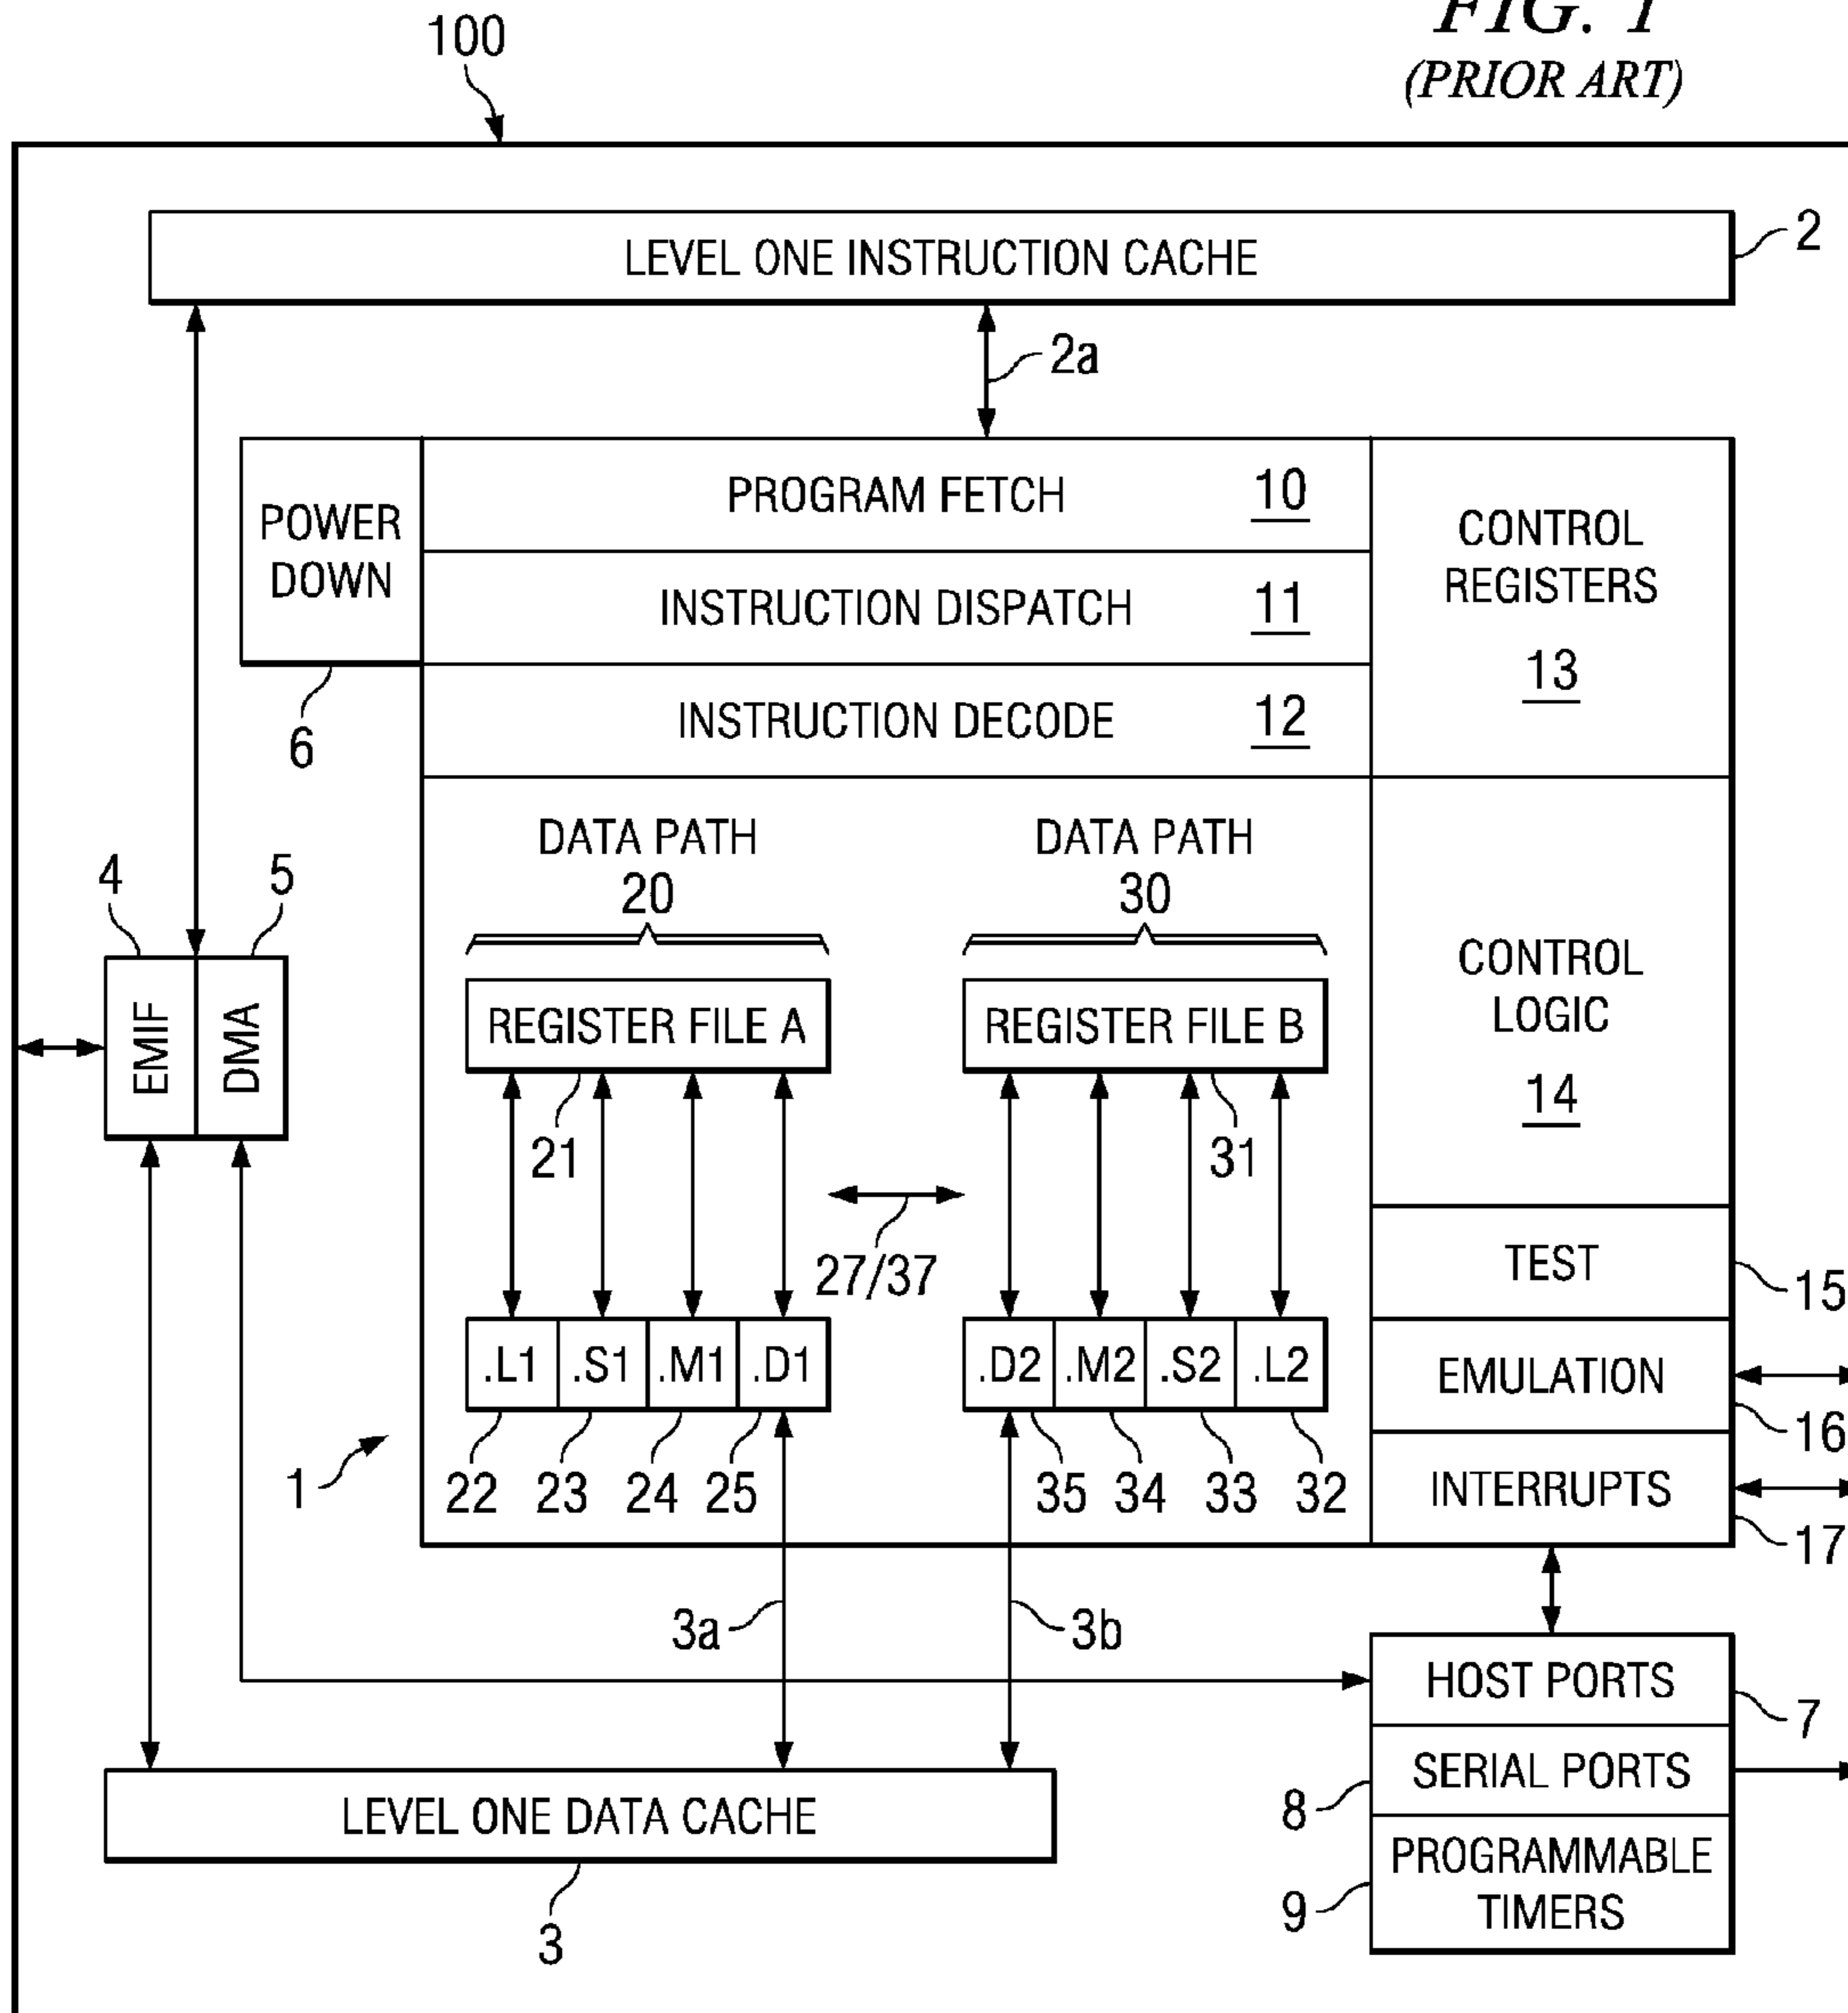 FIG. 1
(PRIOR ART)
100
LEVEL ONE INSTRUCTION CACHE
2
2a
POWER
DOWN
6
PROGRAM FETCH 10
INSTRUCTION DISPATCH 11
INSTRUCTION DECODE 12
CONTROL
REGISTERS
13
DATA PATH
20
DATA PATH
30
4
5
EMIF
DMA
REGISTER FILE A
REGISTER FILE B
21
31
27/37
CONTROL
LOGIC
14
TEST
15
EMULATION
16
INTERRUPTS
17
.L1 .S1 .M1 .D1
.D2 .M2 .S2 .L2
1
22 23 24 25
35 34 33 32
3a
3b
HOST PORTS
7
SERIAL PORTS
8
PROGRAMMABLE
TIMERS
9
LEVEL ONE DATA CACHE
3